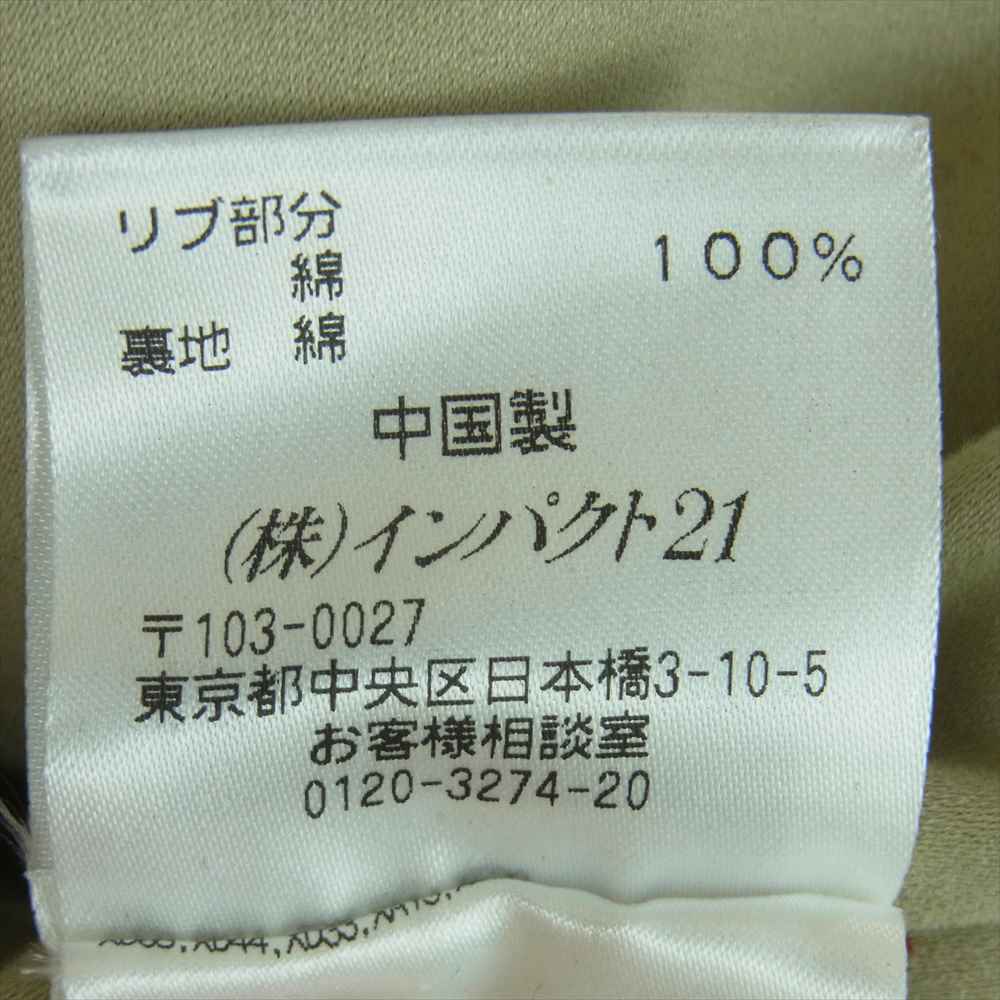 リブ部分
綿 100%
裏地 綿
中国製
(株)インパクト21
〒103-0027
東京都中央区日本橋3-10-5
お客様相談室
0120-3274-20